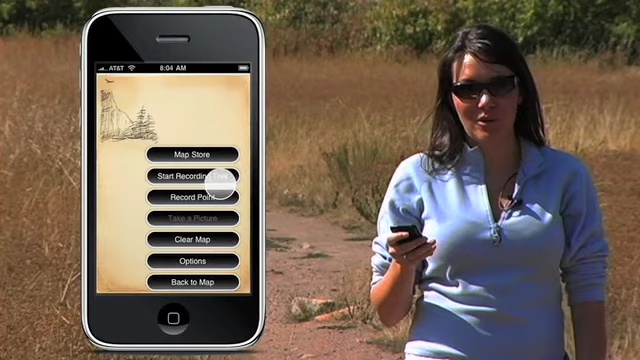 AT&T 8:04 AM
Map Store
Start Recording
Record Point
Take a Picture
Clear Map
Options
Back to Map